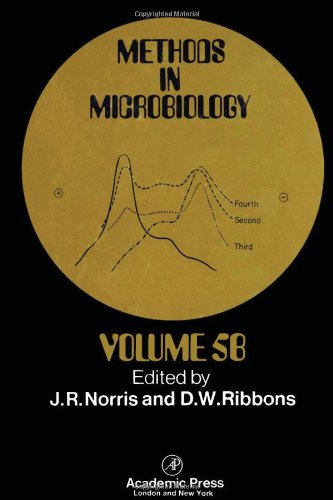 METHODS
IN
MICROBIOLOGY
Fourth
Second
Third
VOLUME 5B
Edited by
J.R.Norris and D.W.Ribbons
AP
Academic Press
London and New York